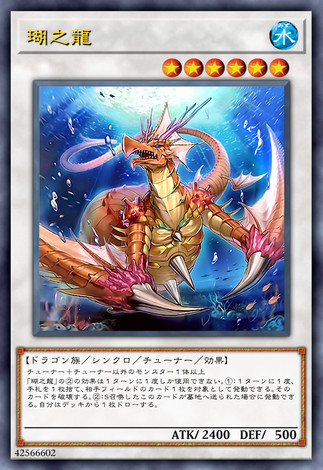 瑚之龍
水
【ドラゴン族／シンクロ／チューナー／効果】
チューナー＋チューナー以外のモンスター１体以上
「瑚之龍」の②の効果は１ターンに１度しか使用できない。①：１ターンに１度、
手札を１枚捨て、相手フィールドのカード１枚を対象として発動できる。その
カードを破壊する。②：Ｓ召喚したこのカードが墓地へ送られた場合に発動でき
る。自分はデッキから１枚ドローする。
ATK/ 2400 DEF/ 500
42566602